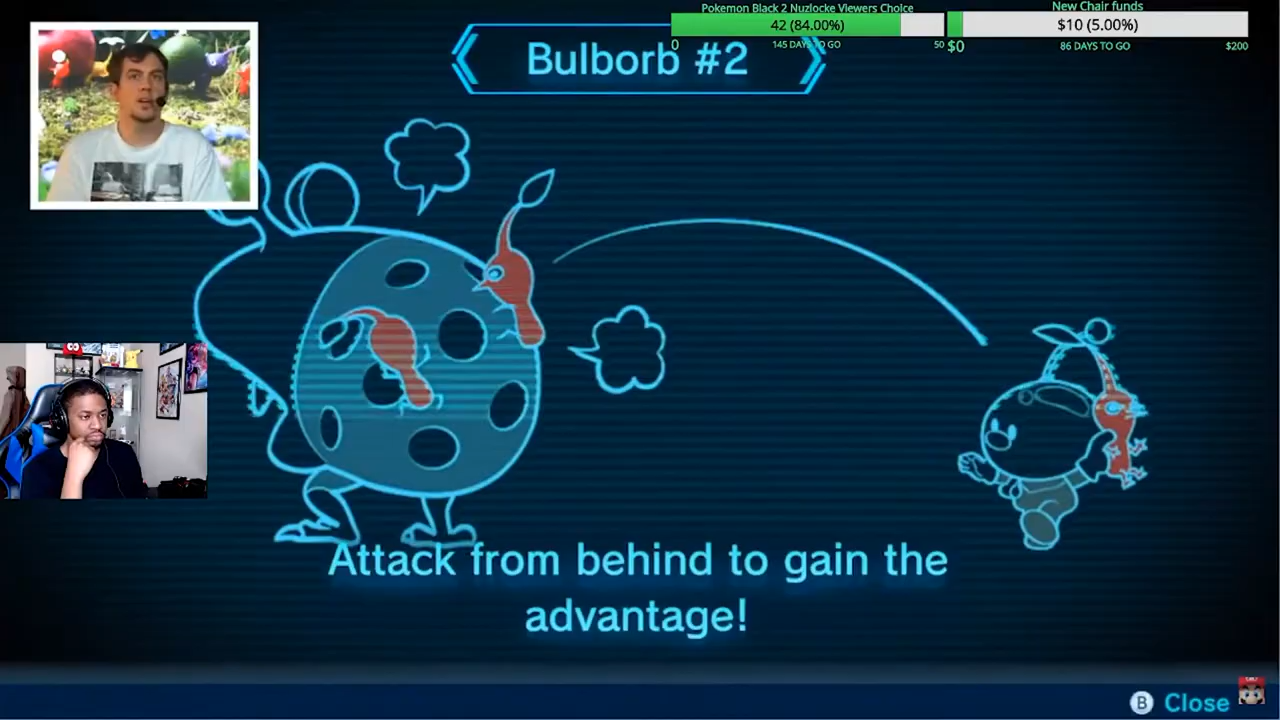 Pokemon Black 2 Nuzlocke Viewers Choice
42 (84.00%)
0
145 DAYS TO GO
50
New Chair funds
$10 (5.00%)
$0
86 DAYS TO GO
$200
Bulborb #2
Attack from behind to gain the
advantage!
B Close